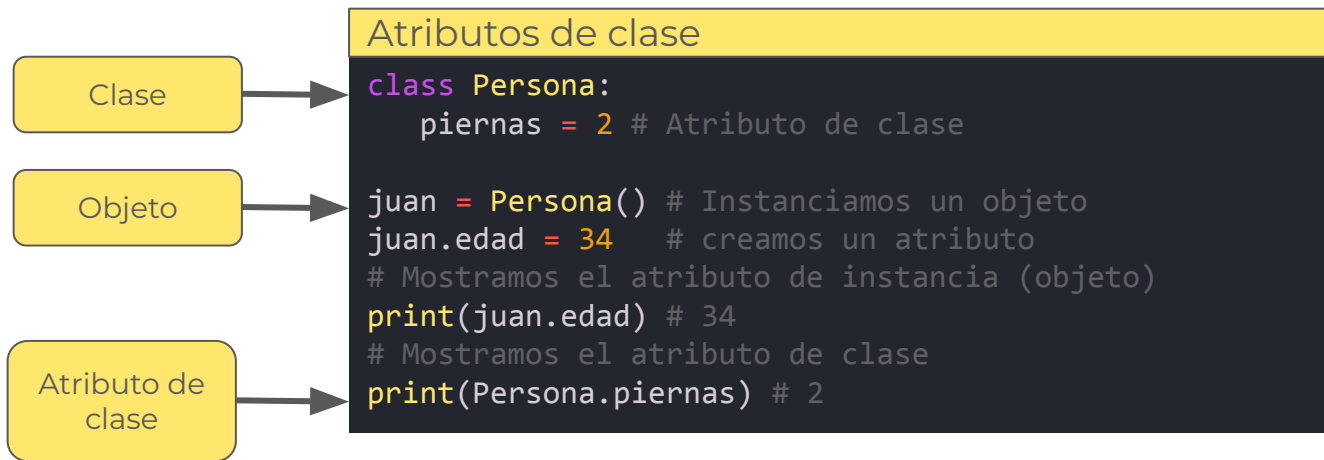 Atributos de clase
Clase
class Persona:
piernas = 2 # Atributo de clase
Objeto
juan = Persona() # Instanciamos un objeto
juan.edad = 34 # creamos un atributo
# Mostramos el atributo de instancia (objeto)
print(juan.edad) # 34
# Mostramos el atributo de clase
Atributo de
clase
print(Persona.piernas) # 2